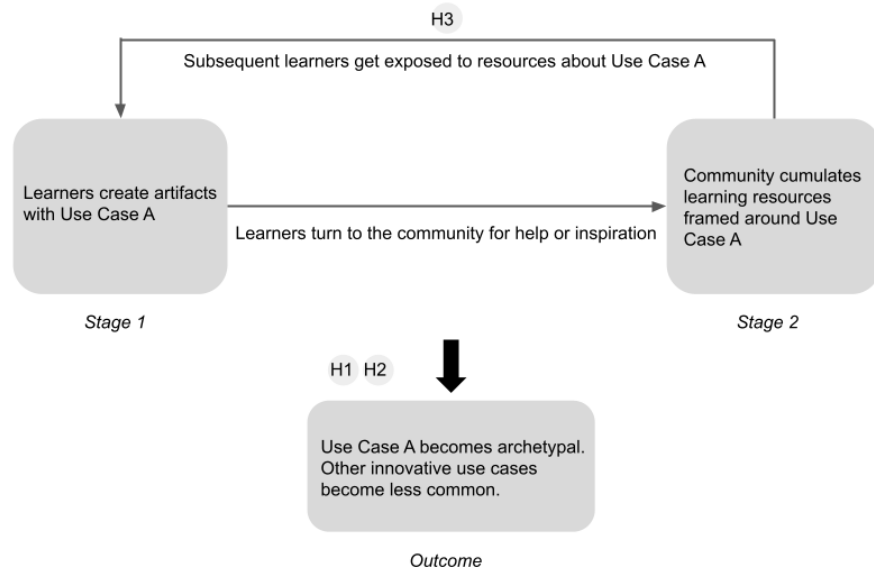 H3
Subsequent learners get exposed to resources about Use Case A
Learners create artifacts
with Use Case A
Community cumulates
learning resources
framed around Use
Case A
Learners turn to the community for help or inspiration
Stage 1
Stage 2
H1 H2
Use Case A becomes archetypal.
Other innovative use cases
become less common.
Outcome